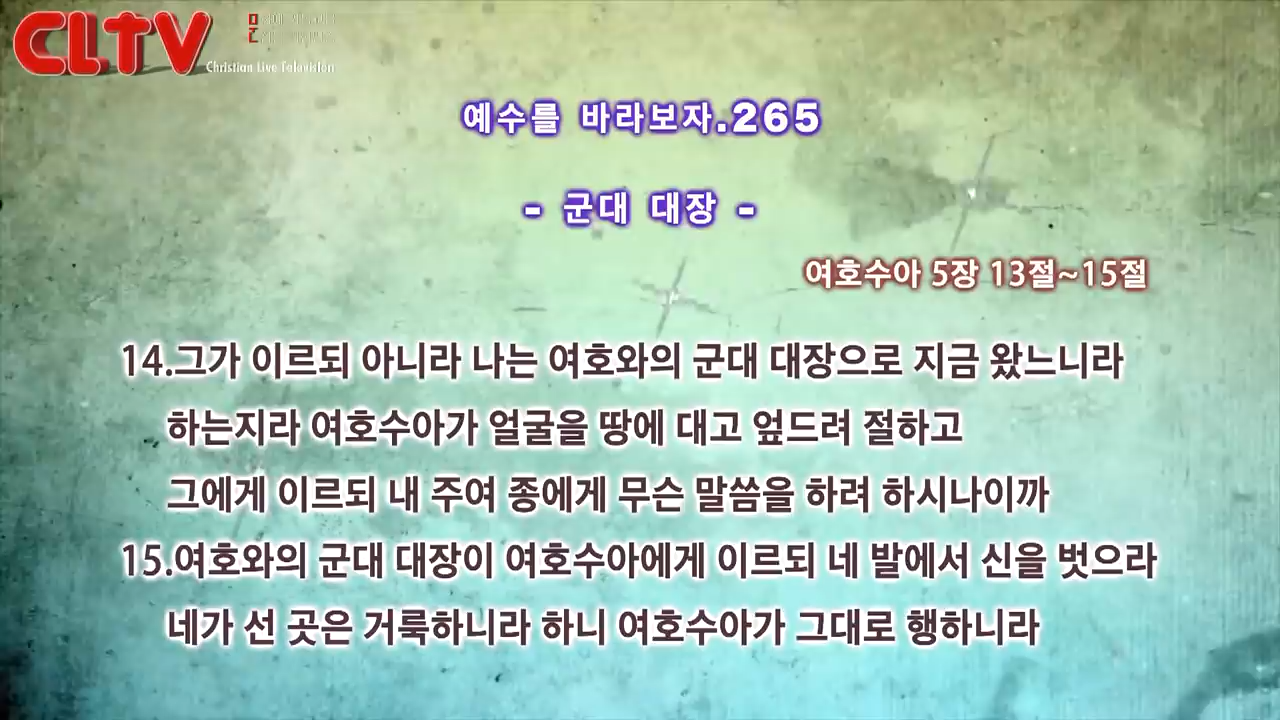 CLTV
Christian Live Television
예수를 바라보자.265
- 군대 대장 -
여호수아 5장 13절~15절
14.그가 이르되 아니라 나는 여호와의 군대 대장으로 지금 왔느니라
하는지라 여호수아가 얼굴을 땅에 대고 엎드려 절하고
그에게 이르되 내 주여 종에게 무슨 말씀을 하려 하시나이까
15.여호와의 군대 대장이 여호수아에게 이르되 네 발에서 신을 벗으라
네가 선 곳은 거룩하니라 하니 여호수아가 그대로 행하니라